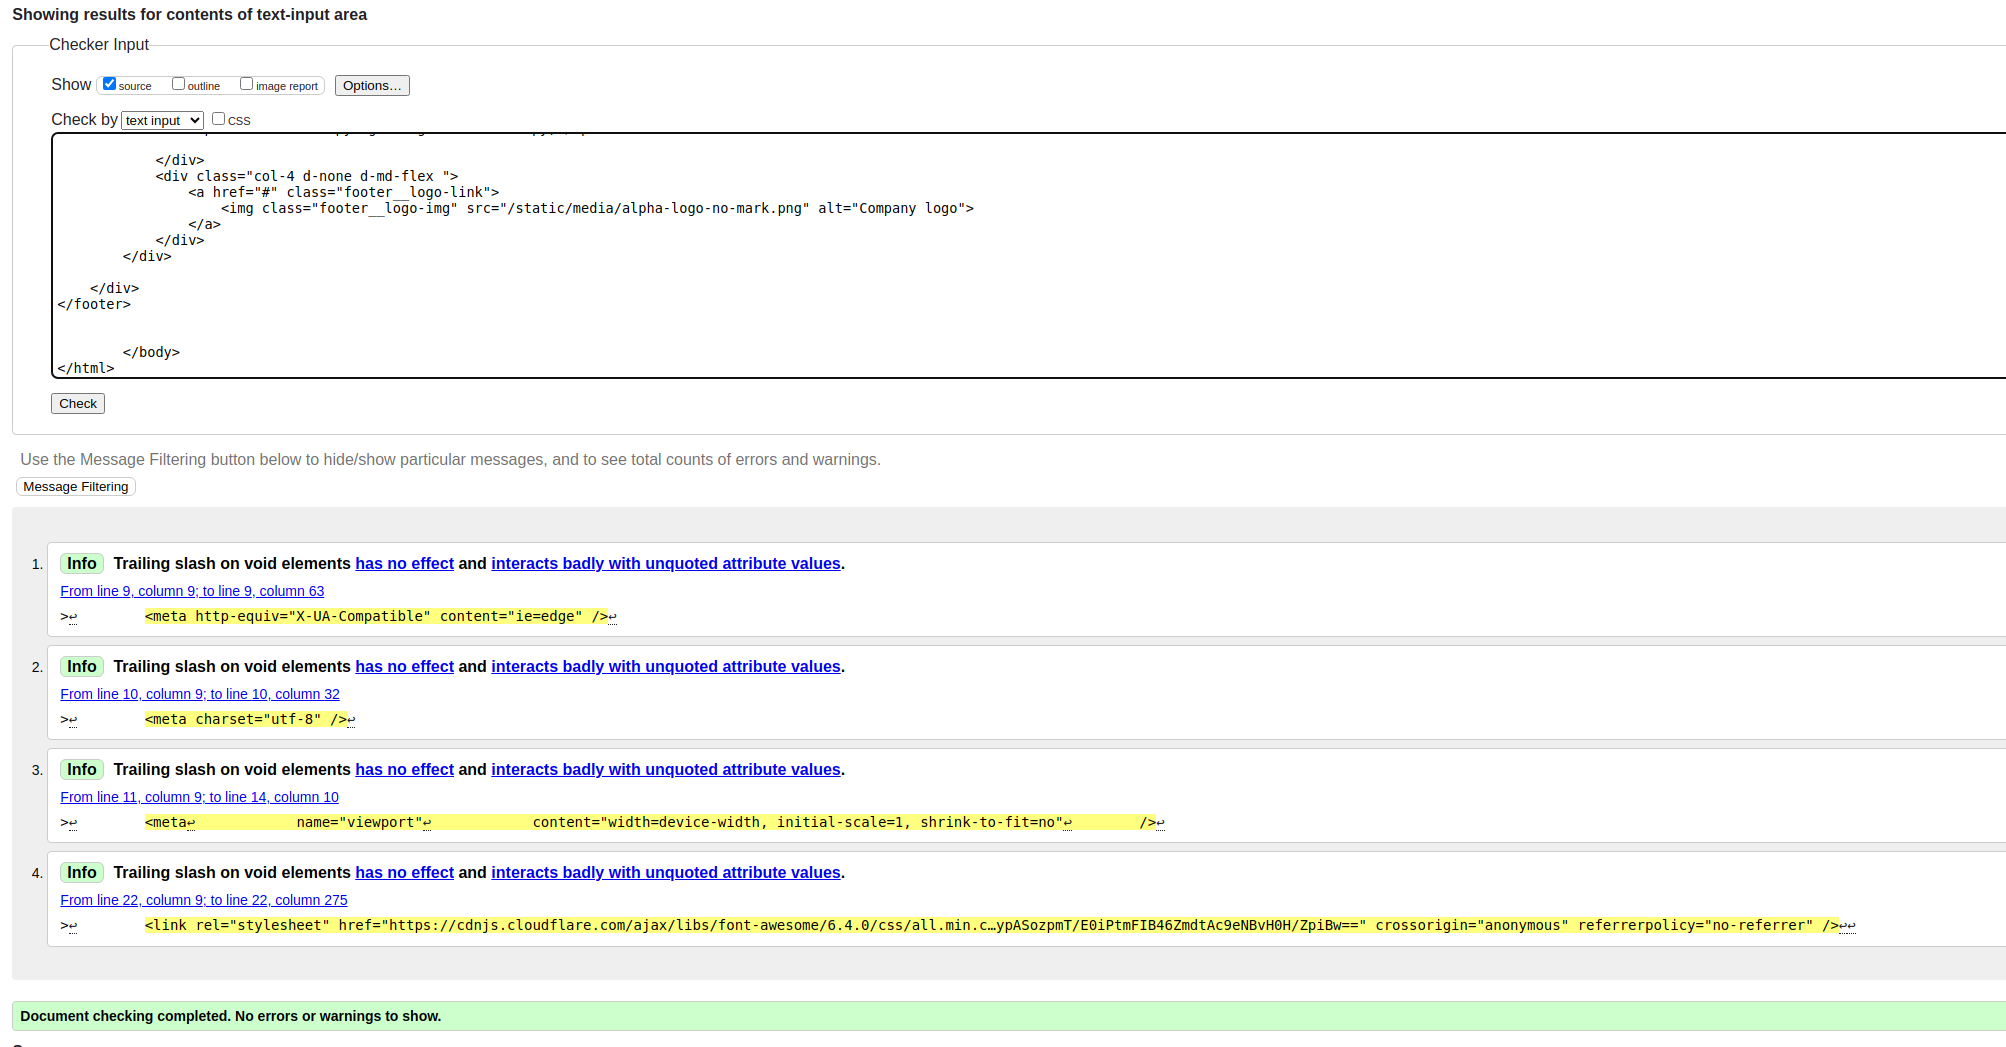 Showing results for contents of text-input area
Checker Input
Show source outline image report Options…
Check by text input CSS
</div>
<div class="col-4 d-none d-md-flex ">
<a href="#" class="footer__logo-link">
<img class="footer__logo-img" src="/static/media/alpha-logo-no-mark.png" alt="Company logo">
</a>
</div>
</div>
</div>
</footer>
</body>
</html>
Check
Use the Message Filtering button below to hide/show particular messages, and to see total counts of errors and warnings.
Message Filtering
1. Info Trailing slash on void elements has no effect and interacts badly with unquoted attribute values.
From line 9, column 9; to line 9, column 63
>↩ <meta http-equiv="X-UA-Compatible" content="ie=edge" />↩
2. Info Trailing slash on void elements has no effect and interacts badly with unquoted attribute values.
From line 10, column 9; to line 10, column 32
>↩ <meta charset="utf-8" />↩
3. Info Trailing slash on void elements has no effect and interacts badly with unquoted attribute values.
From line 11, column 9; to line 14, column 10
>↩ <meta↩ name="viewport"↩ content="width=device-width, initial-scale=1, shrink-to-fit=no"↩ />↩
4. Info Trailing slash on void elements has no effect and interacts badly with unquoted attribute values.
From line 22, column 9; to line 22, column 275
>↩ <link rel="stylesheet" href="https://cdnjs.cloudflare.com/ajax/libs/font-awesome/6.4.0/css/all.min.c…ypASozpmT/E0iPtmFIB46ZmdtAc9eNBvH0H/ZpiBw==" crossorigin="anonymous" referrerpolicy="no-referrer" />↩↩
Document checking completed. No errors or warnings to show.